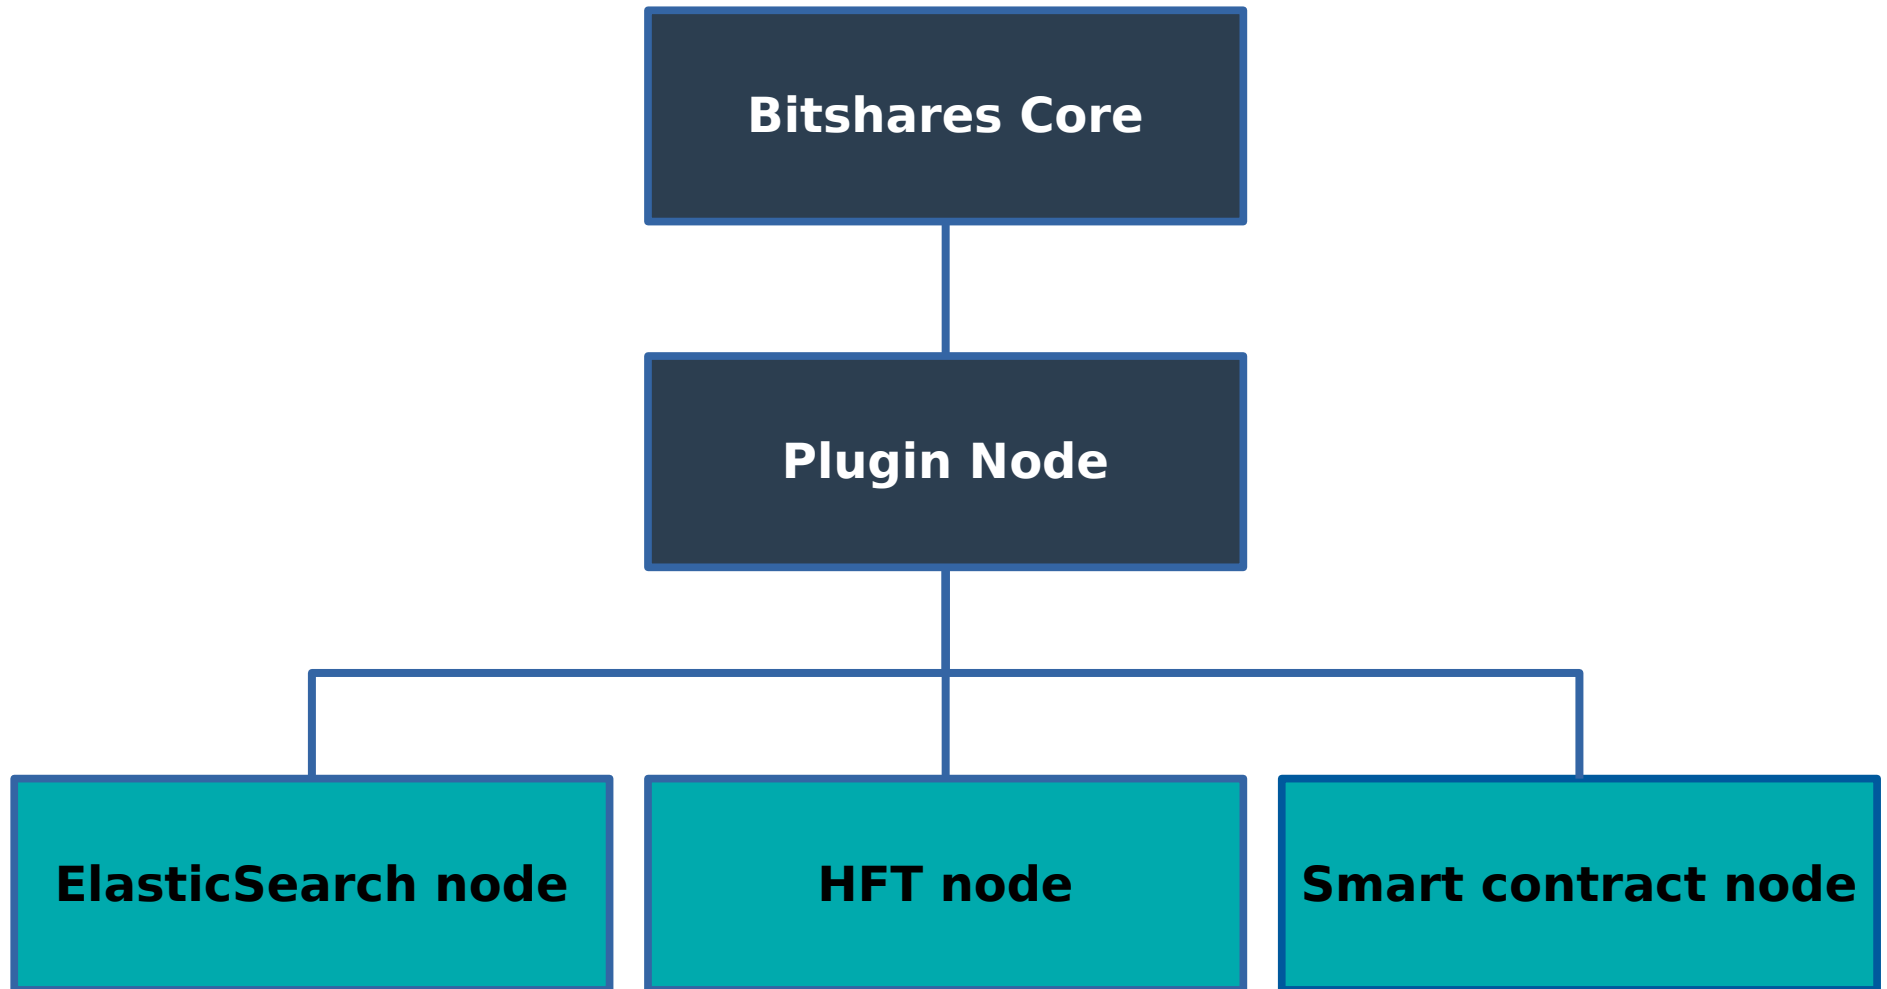 Bitshares Core
Plugin Node
ElasticSearch node
HFT node
Smart contract node